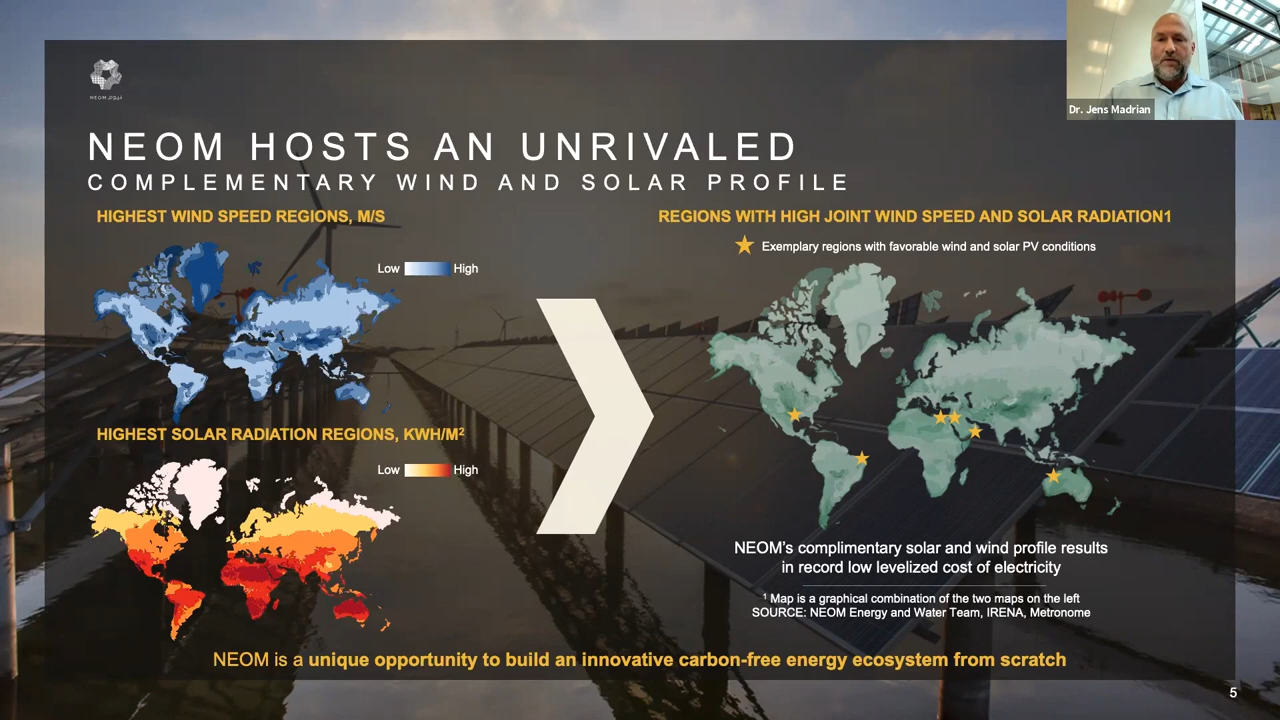 NEOM نيوم
Dr. Jens Madrian
NEOM HOSTS AN UNRIVALED
COMPLEMENTARY WIND AND SOLAR PROFILE
HIGHEST WIND SPEED REGIONS, M/S
Low High
HIGHEST SOLAR RADIATION REGIONS, KWH/M²
Low High
REGIONS WITH HIGH JOINT WIND SPEED AND SOLAR RADIATION1
Exemplary regions with favorable wind and solar PV conditions
NEOM's complimentary solar and wind profile results
in record low levelized cost of electricity
¹ Map is a graphical combination of the two maps on the left
SOURCE: NEOM Energy and Water Team, IRENA, Metronome
NEOM is a unique opportunity to build an innovative carbon-free energy ecosystem from scratch
5